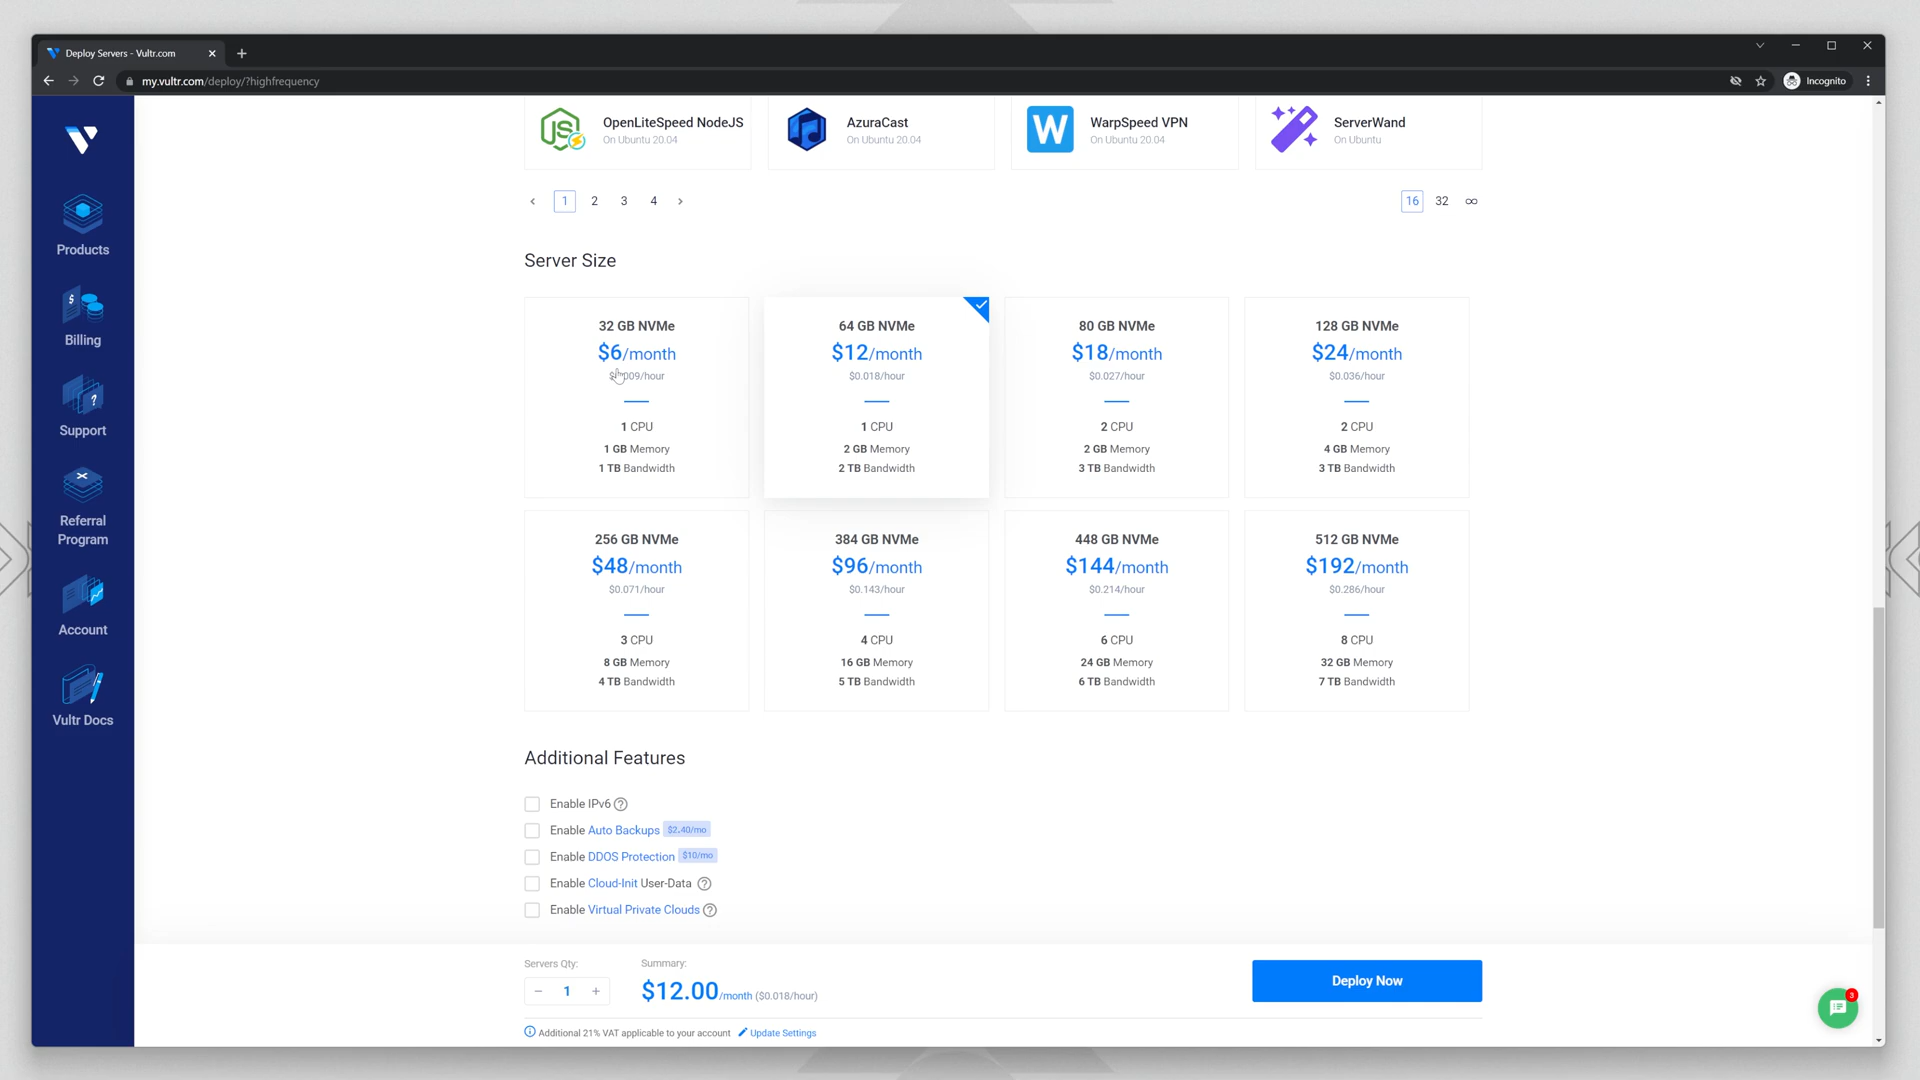 Deploy Servers - Vultr.com
my.vultr.com/deploy/?highfrequency
Incognito
Products
Billing
Support
Referral
Program
Account
Vultr Docs
OpenLiteSpeed NodeJS
On Ubuntu 20.04
AzuraCast
On Ubuntu 20.04
W
WarpSpeed VPN
On Ubuntu 20.04
ServerWand
On Ubuntu
< 1 2 3 4 >
16 32 ∞
Server Size
32 GB NVMe
$6/month
009/hour
1 CPU
1 GB Memory
1 TB Bandwidth
64 GB NVMe
$12/month
$0.018/hour
1 CPU
2 GB Memory
2 TB Bandwidth
80 GB NVMe
$18/month
$0.027/hour
2 CPU
2 GB Memory
3 TB Bandwidth
128 GB NVMe
$24/month
$0.036/hour
2 CPU
4 GB Memory
3 TB Bandwidth
256 GB NVMe
$48/month
$0.071/hour
3 CPU
8 GB Memory
4 TB Bandwidth
384 GB NVMe
$96/month
$0.143/hour
4 CPU
16 GB Memory
5 TB Bandwidth
448 GB NVMe
$144/month
$0.214/hour
6 CPU
24 GB Memory
6 TB Bandwidth
512 GB NVMe
$192/month
$0.286/hour
8 CPU
32 GB Memory
7 TB Bandwidth
Additional Features
Enable IPv6 ?
Enable Auto Backups $2.40/mo
Enable DDOS Protection $10/mo
Enable Cloud-Init User-Data ?
Enable Virtual Private Clouds ?
Servers Qty:
− 1 +
Summary:
$12.00/month ($0.018/hour)
Deploy Now
3
Additional 21% VAT applicable to your account Update Settings